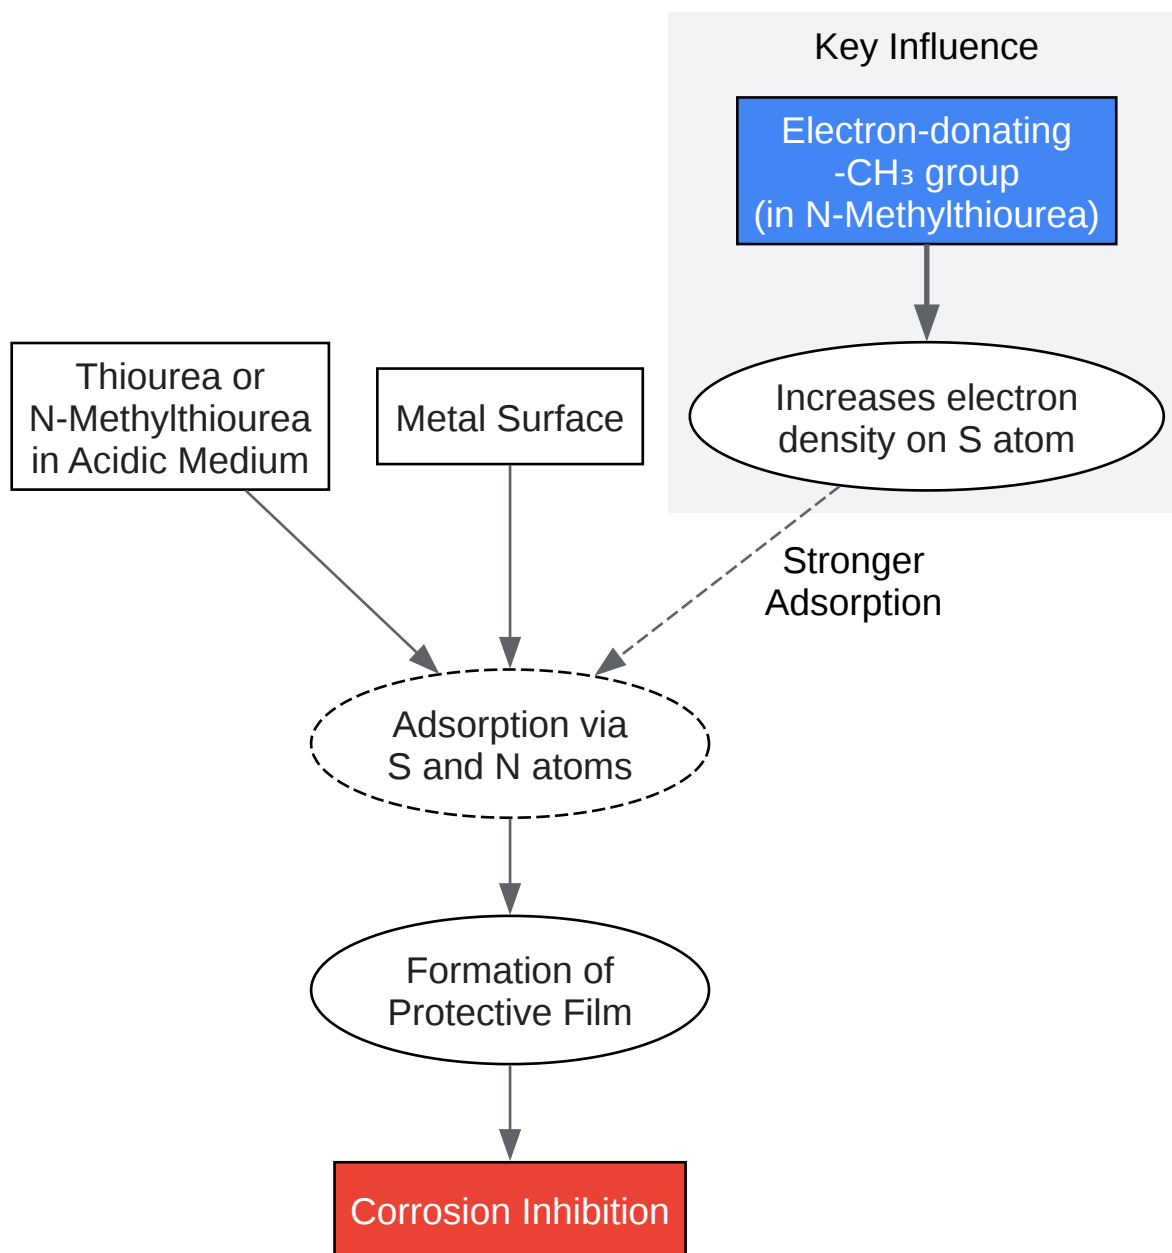 Key Influence
Electron-donating
-CH₃ group
(in N-Methylthiourea)
Thiourea or
N-Methylthiourea
in Acidic Medium
Metal Surface
Increases electron
density on S atom
Stronger
Adsorption
Adsorption via
S and N atoms
Formation of
Protective Film
Corrosion Inhibition